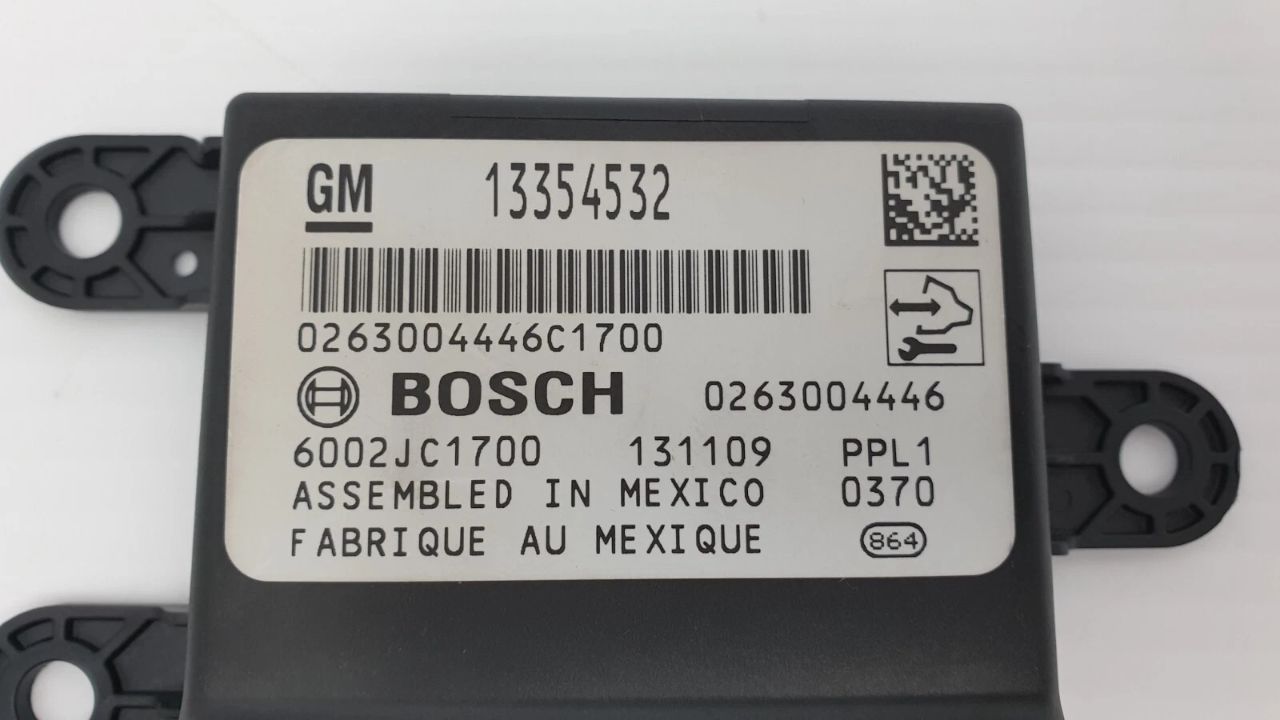 GM 13354532
0263004446C1700
BOSCH 0263004446
6002JC1700 131109 PPL1
ASSEMBLED IN MEXICO 0370
FABRIQUE AU MEXIQUE 864